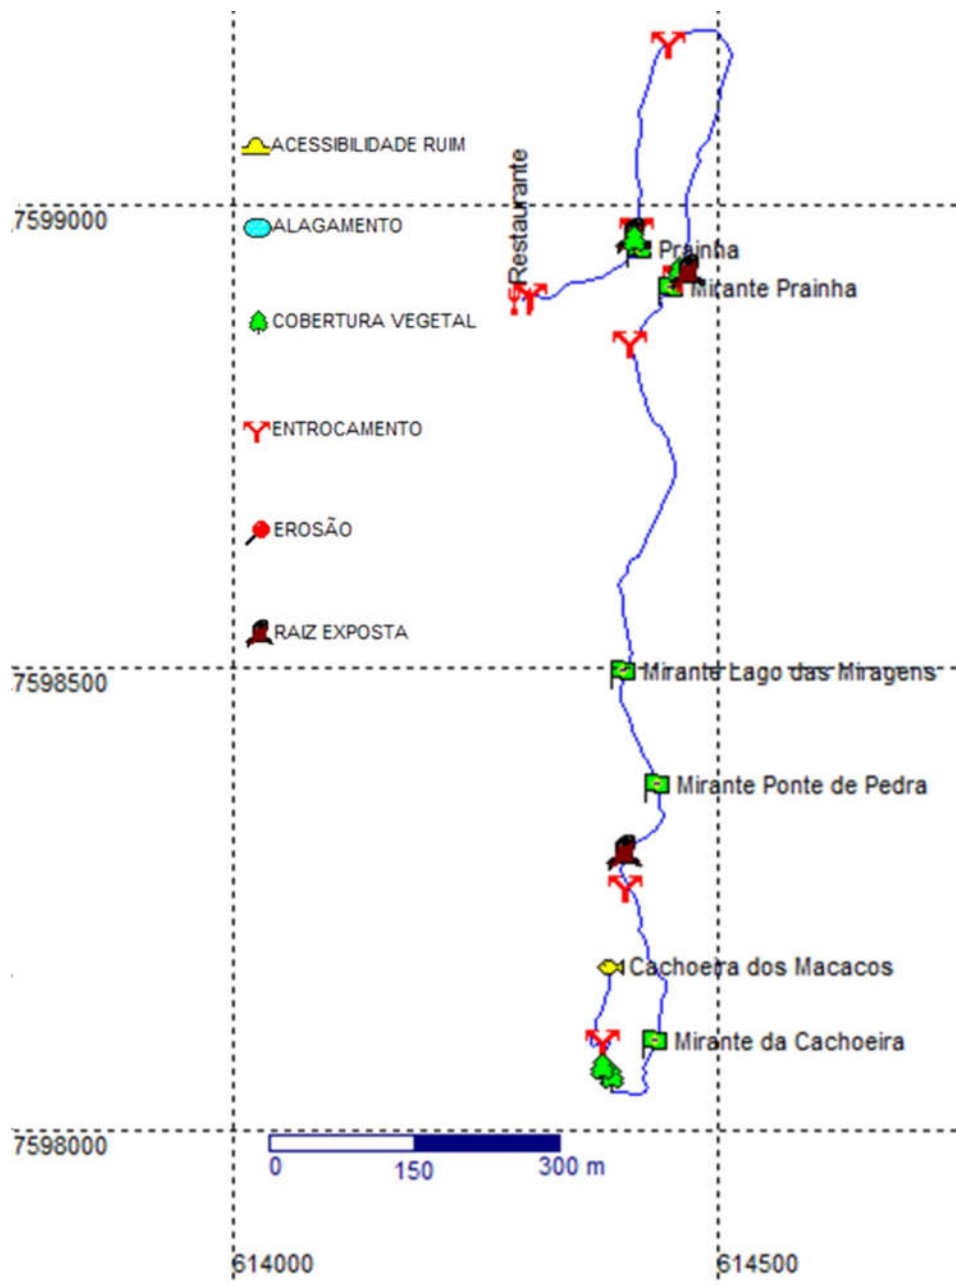 ACESSIBILIDADE RUIM
7599000
ALAGAMENTO
Restaurante
Prainha
Mirante Prainha
COBERTURA VEGETAL
ENTROCAMENTO
EROSÃO
RAIZ EXPOSTA
7598500
Mirante Lago das Miragens
Mirante Ponte de Pedra
Cachoeira dos Macacos
Mirante da Cachoeira
7598000
0 150 300 m
614000 614500